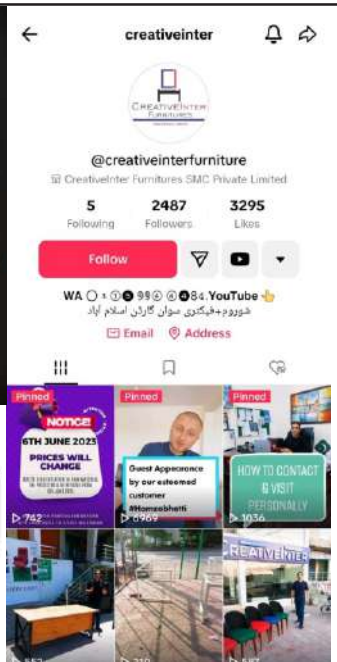 creativeinter
CREATIVEINTER
FURNITURES
@creativeinterfurniture
CreativeInter Furnitures SMC Private Limited
5 2487 3295
Following Followers Likes
Follow
YouTube 👆
شوروم+فیکٹری سوان گارڈن اسلام آباد
Email Address
Pinned Pinned Pinned
NOTICE!
6TH JUNE 2023
PRICES WILL
CHANGE
742
Guest Appearance
by our esteemed
customer
#Hamzabhatti
6969
HOW TO CONTACT
& VISIT
PERSONALLY
1036
REATIVEINTER